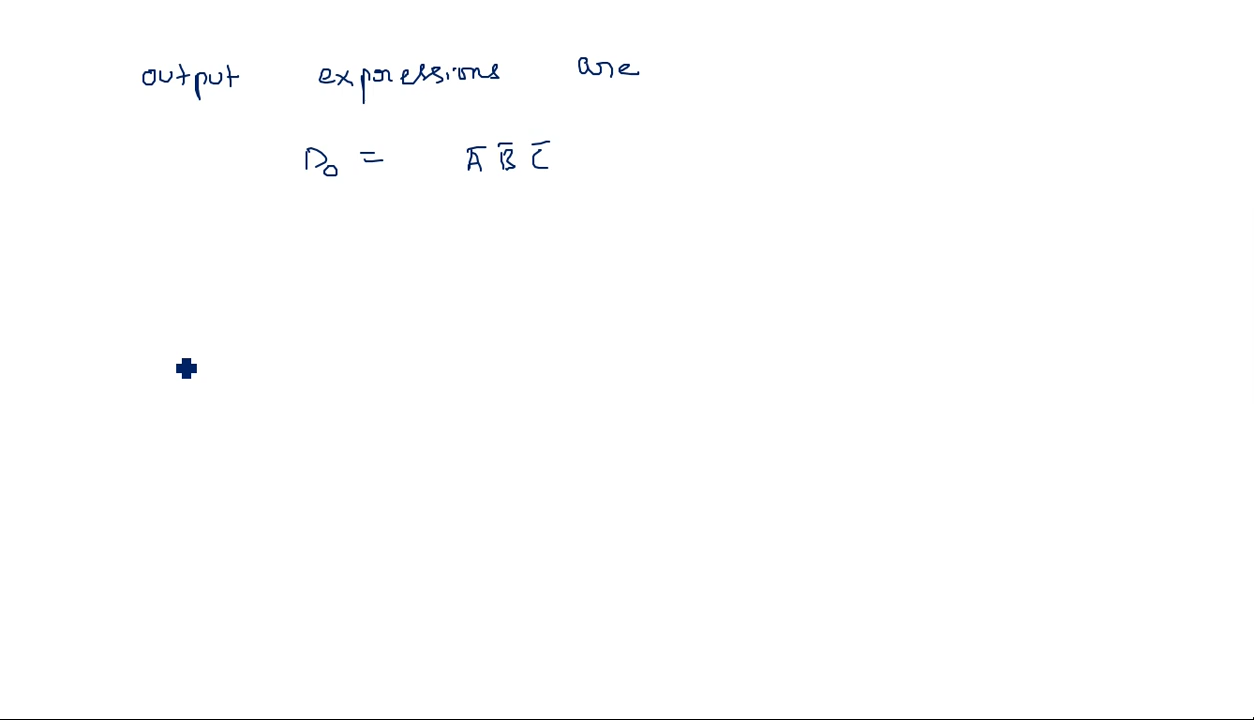 output expressions are
D₀ = A̅ B̅ C̅